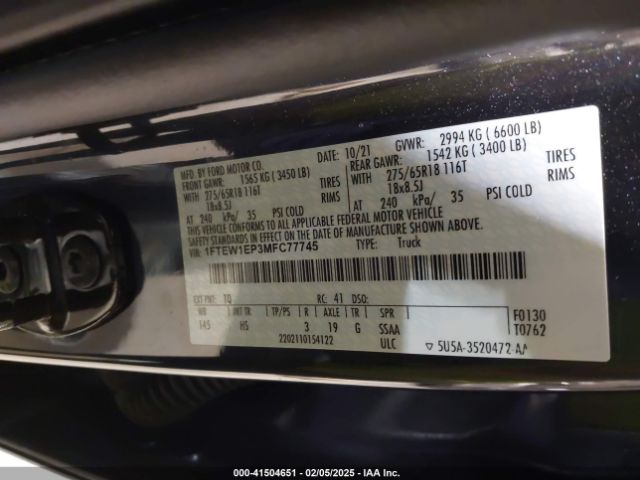 MFD. BY FORD MOTOR CO. DATE: 10/21 GVWR: 2994 KG ( 6600 LB)
FRONT GAWR: 1565 KG ( 3450 LB) REAR GAWR: 1542 KG ( 3400 LB)
WITH 275/65R18 116T TIRES WITH 275/65R18 116T TIRES
18x8.5J RIMS 18x8.5J RIMS
AT 240 kPa/ 35 PSI COLD AT 240 kPa/ 35 PSI COLD
THIS VEHICLE CONFORMS TO ALL APPLICABLE FEDERAL MOTOR VEHICLE
SAFETY STANDARDS IN EFFECT ON THE DATE OF MANUFACTURE SHOWN ABOVE.
VIN: 1FTEW1EP3MFC77745 TYPE: Truck
EXT PNT: RC: 41 DSO:
WB INT TR TP/PS R AXLE TR SPR F0130
145 HS 3 19 G SSAA T0762
2202110154122 ULC ▽ 5U5A-3520472-AA
000-41504651 - 02/05/2025 - IAA Inc.